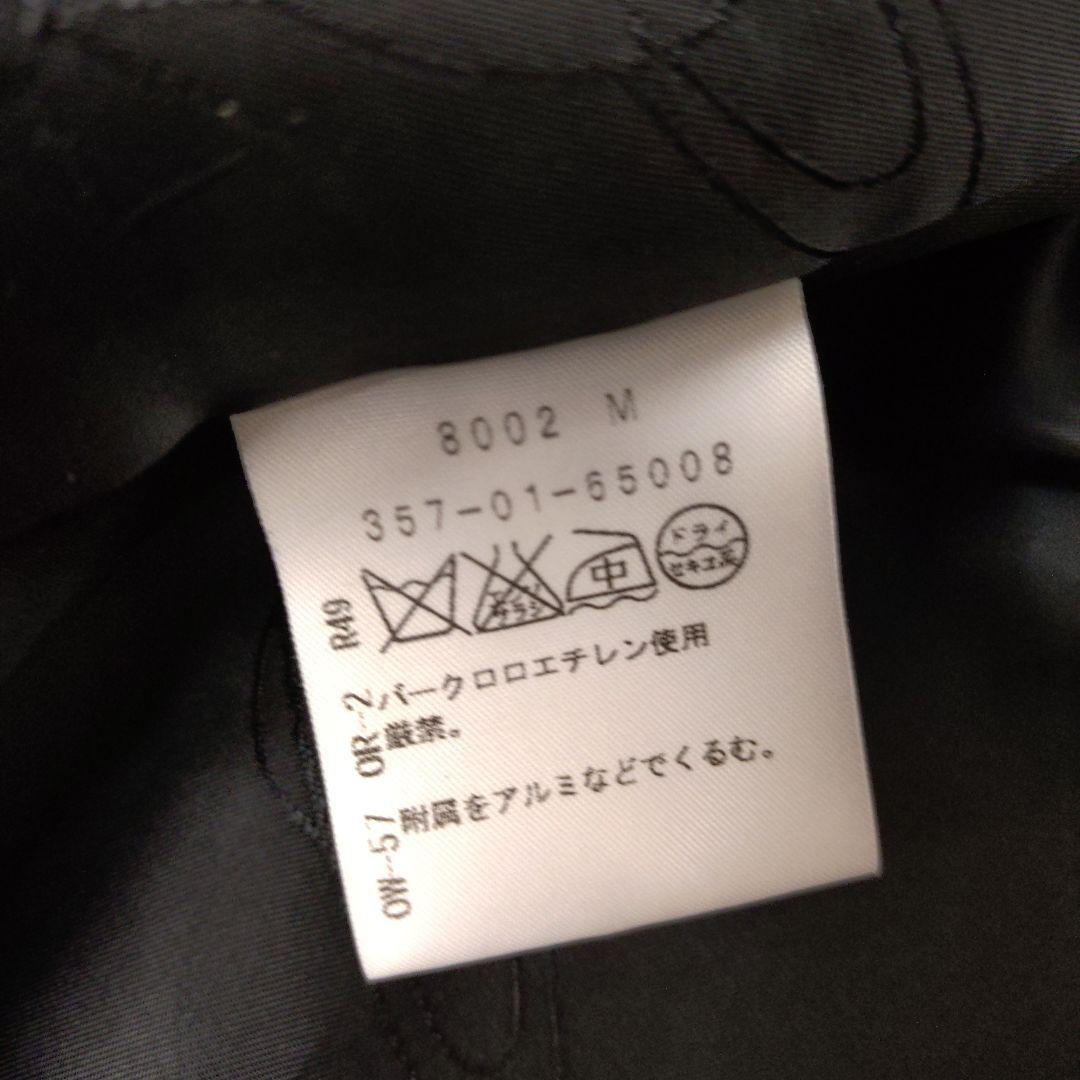 8002 M
357-01-65008
中
ドライ
セキユ系
パークロロエチレン使用
厳禁。
附属をアルミなどでくるむ。
R49
OR--2
OW--57